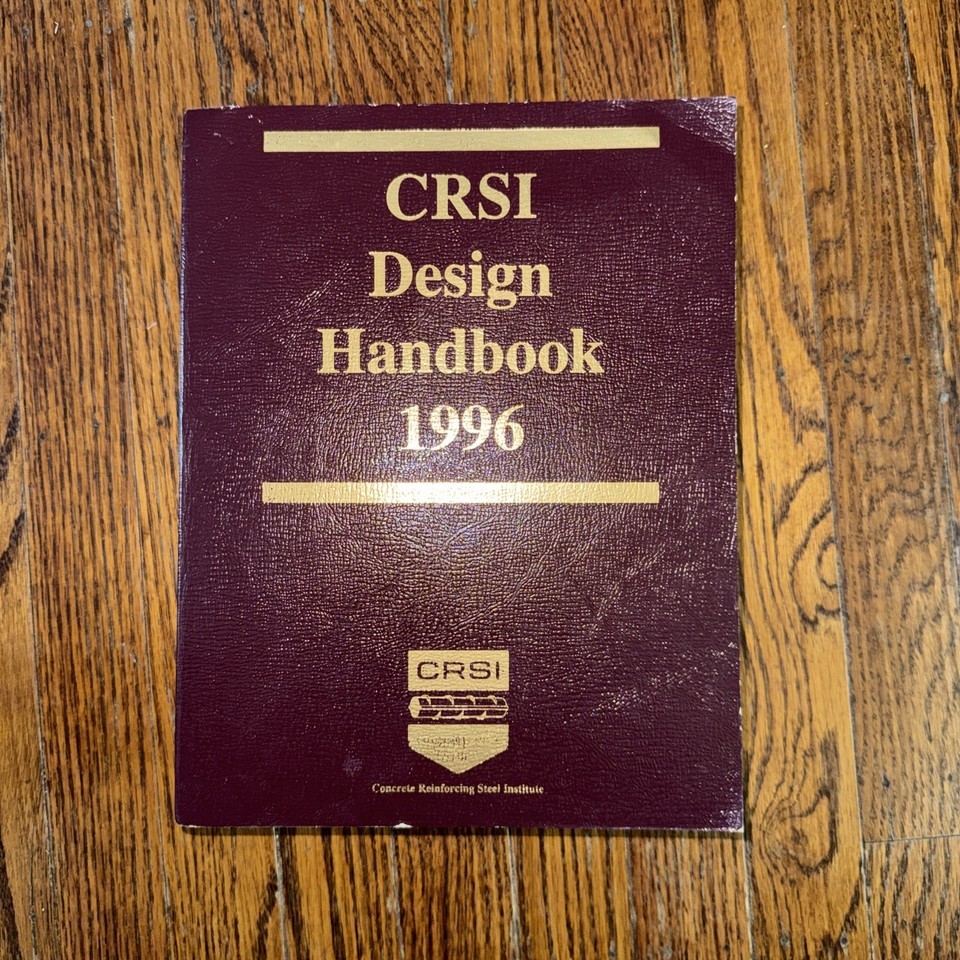 CRSI
Design
Handbook
1996
CRSI
Concrete Reinforcing Steel Institute